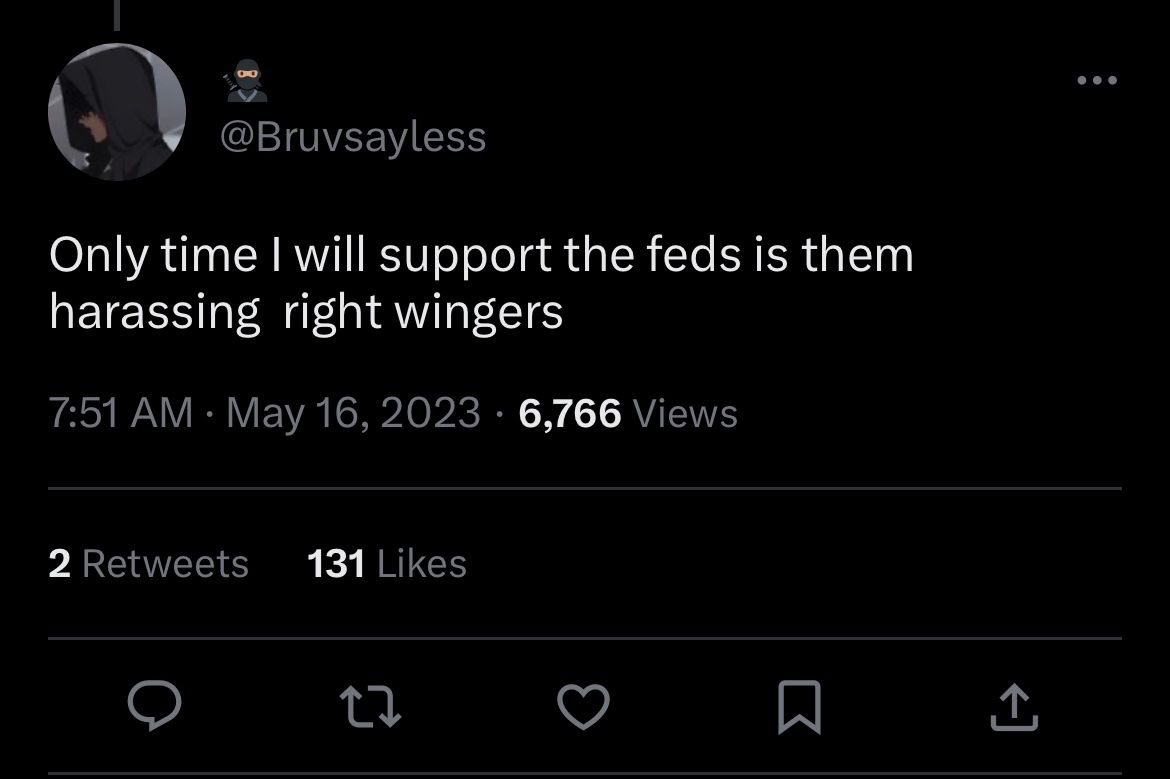 🥷
@Bruvsayless
Only time I will support the feds is them
harassing  right wingers
7:51 AM · May 16, 2023 · 6,766 Views
2 Retweets 131 Likes